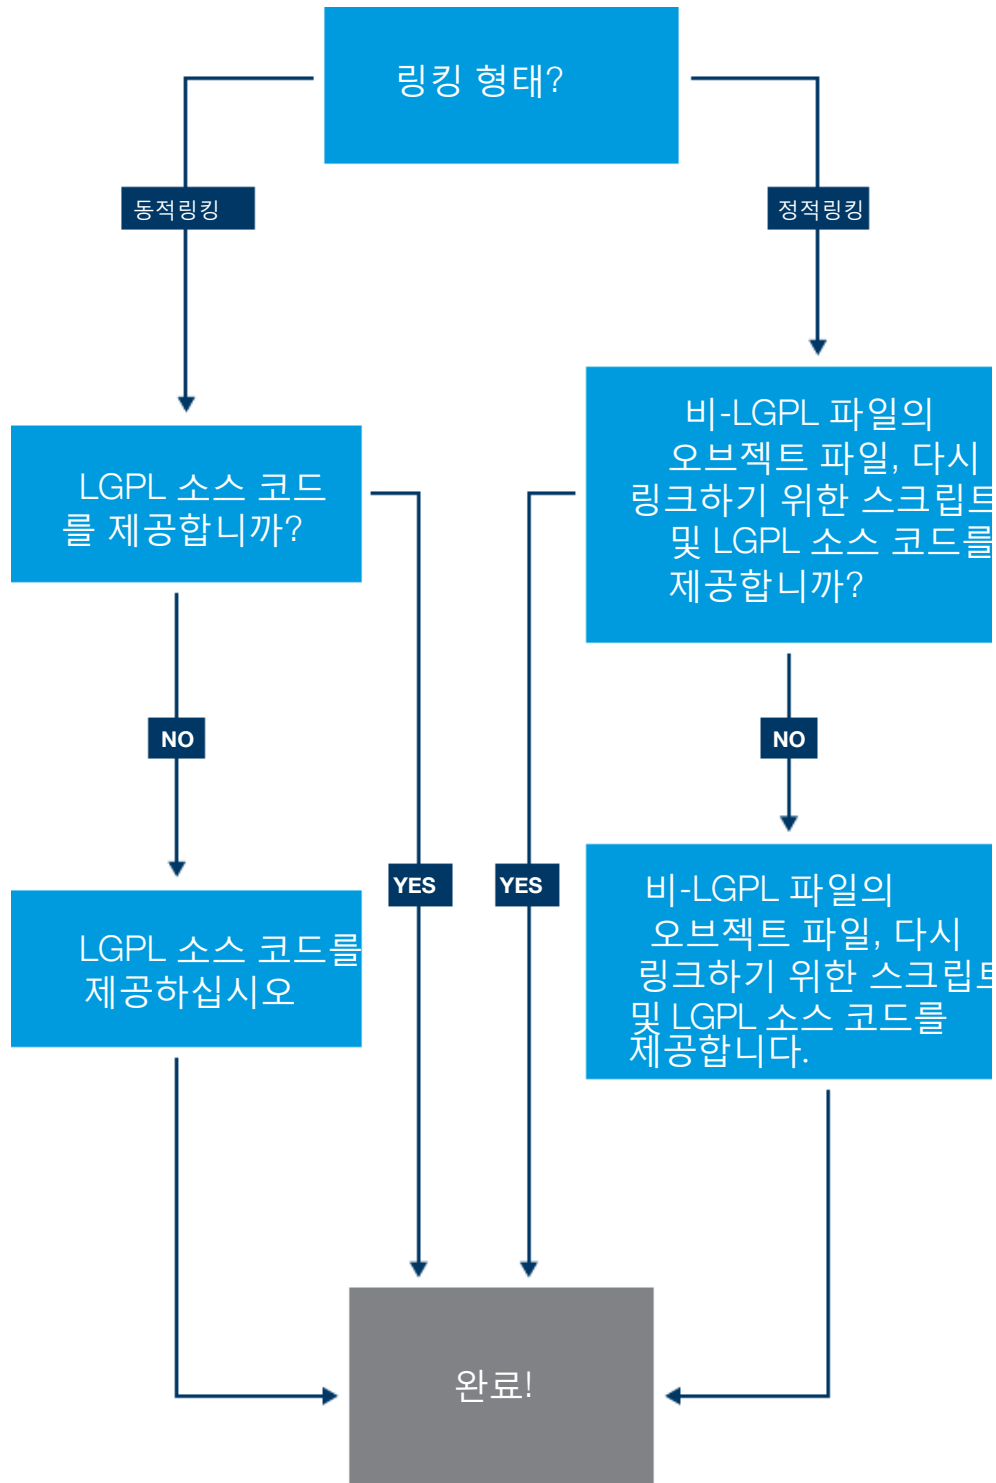 링킹 형태?
동적링킹
정적링킹
LGPL 소스 코드
를 제공합니까?
비-LGPL 파일의
오브젝트 파일, 다시
링크하기 위한 스크립트
및 LGPL 소스 코드를
제공합니까?
NO
NO
YES
YES
LGPL 소스 코드를
제공하십시오
비-LGPL 파일의
오브젝트 파일, 다시
링크하기 위한 스크립트
및 LGPL 소스 코드를
제공합니다.
완료!